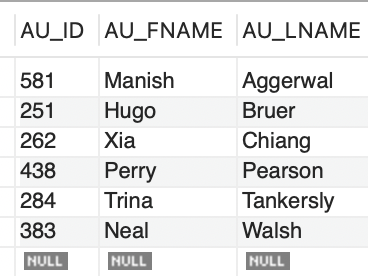 AU_ID AU_FNAME AU_LNAME
581 Manish Aggerwal
251 Hugo Bruer
262 Xia Chiang
438 Perry Pearson
284 Trina Tankersly
383 Neal Walsh
NULL NULL NULL